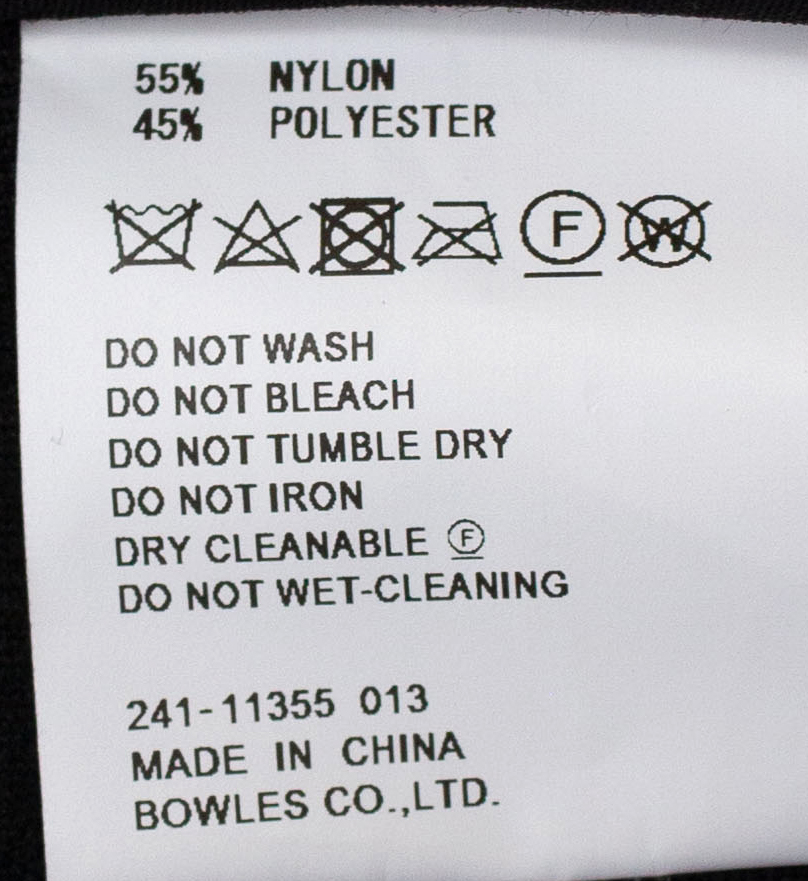 55% NYLON
45% POLYESTER
F W
DO NOT WASH
DO NOT BLEACH
DO NOT TUMBLE DRY
DO NOT IRON
DRY CLEANABLE F
DO NOT WET-CLEANING
241-11355 013
MADE IN CHINA
BOWLES CO.,LTD.